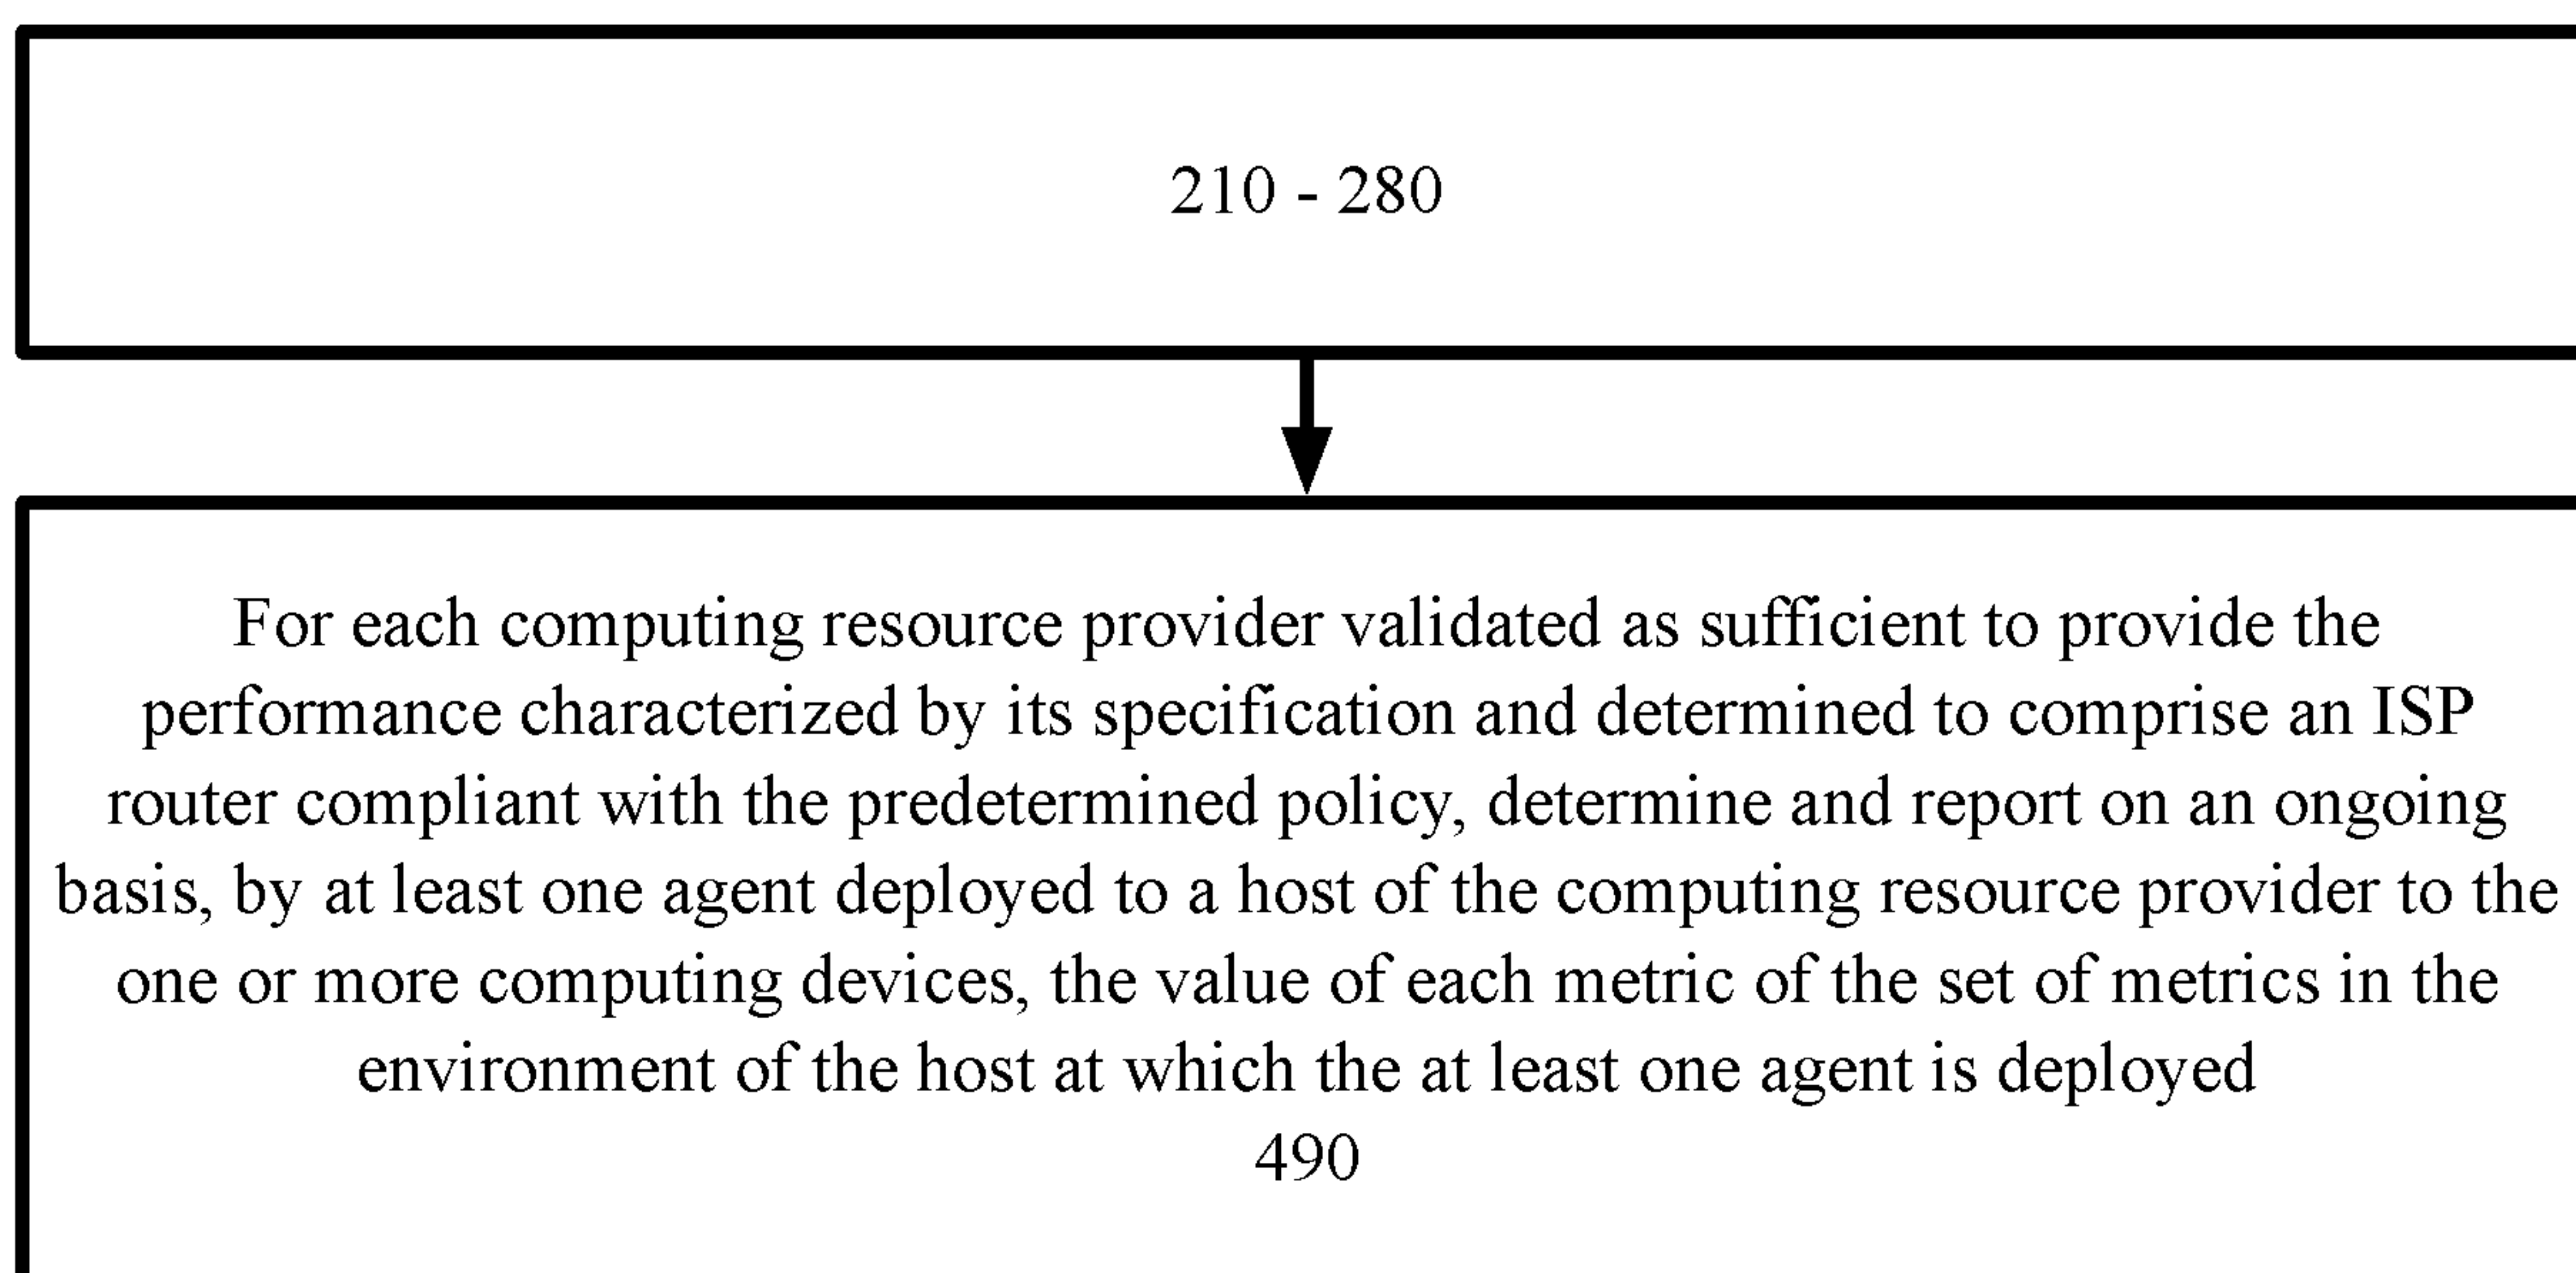 210 - 280
For each computing resource provider validated as sufficient to provide the
performance characterized by its specification and determined to comprise an ISP
router compliant with the predetermined policy, determine and report on an ongoing
basis, by at least one agent deployed to a host of the computing resource provider to the
one or more computing devices, the value of each metric of the set of metrics in the
environment of the host at which the at least one agent is deployed
490